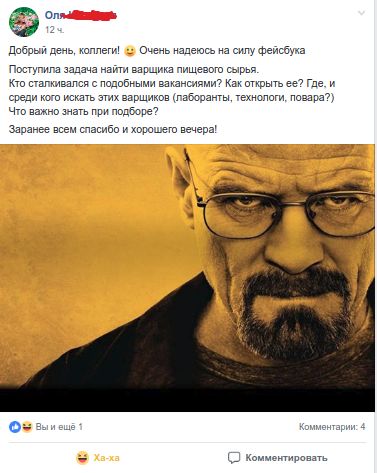 Оля
12 ч.
Добрый день, коллеги! Очень надеюсь на силу фейсбука
Поступила задача найти варщика пищевого сырья.
Кто сталкивался с подобными вакансиями? Как открыть ее? Где, и
среди кого искать этих варщиков (лаборанты, технологи, повара?)
Что важно знать при подборе?
Заранее всем спасибо и хорошего вечера!
Вы и ещё 1
Комментарии: 4
Ха-ха
Комментировать